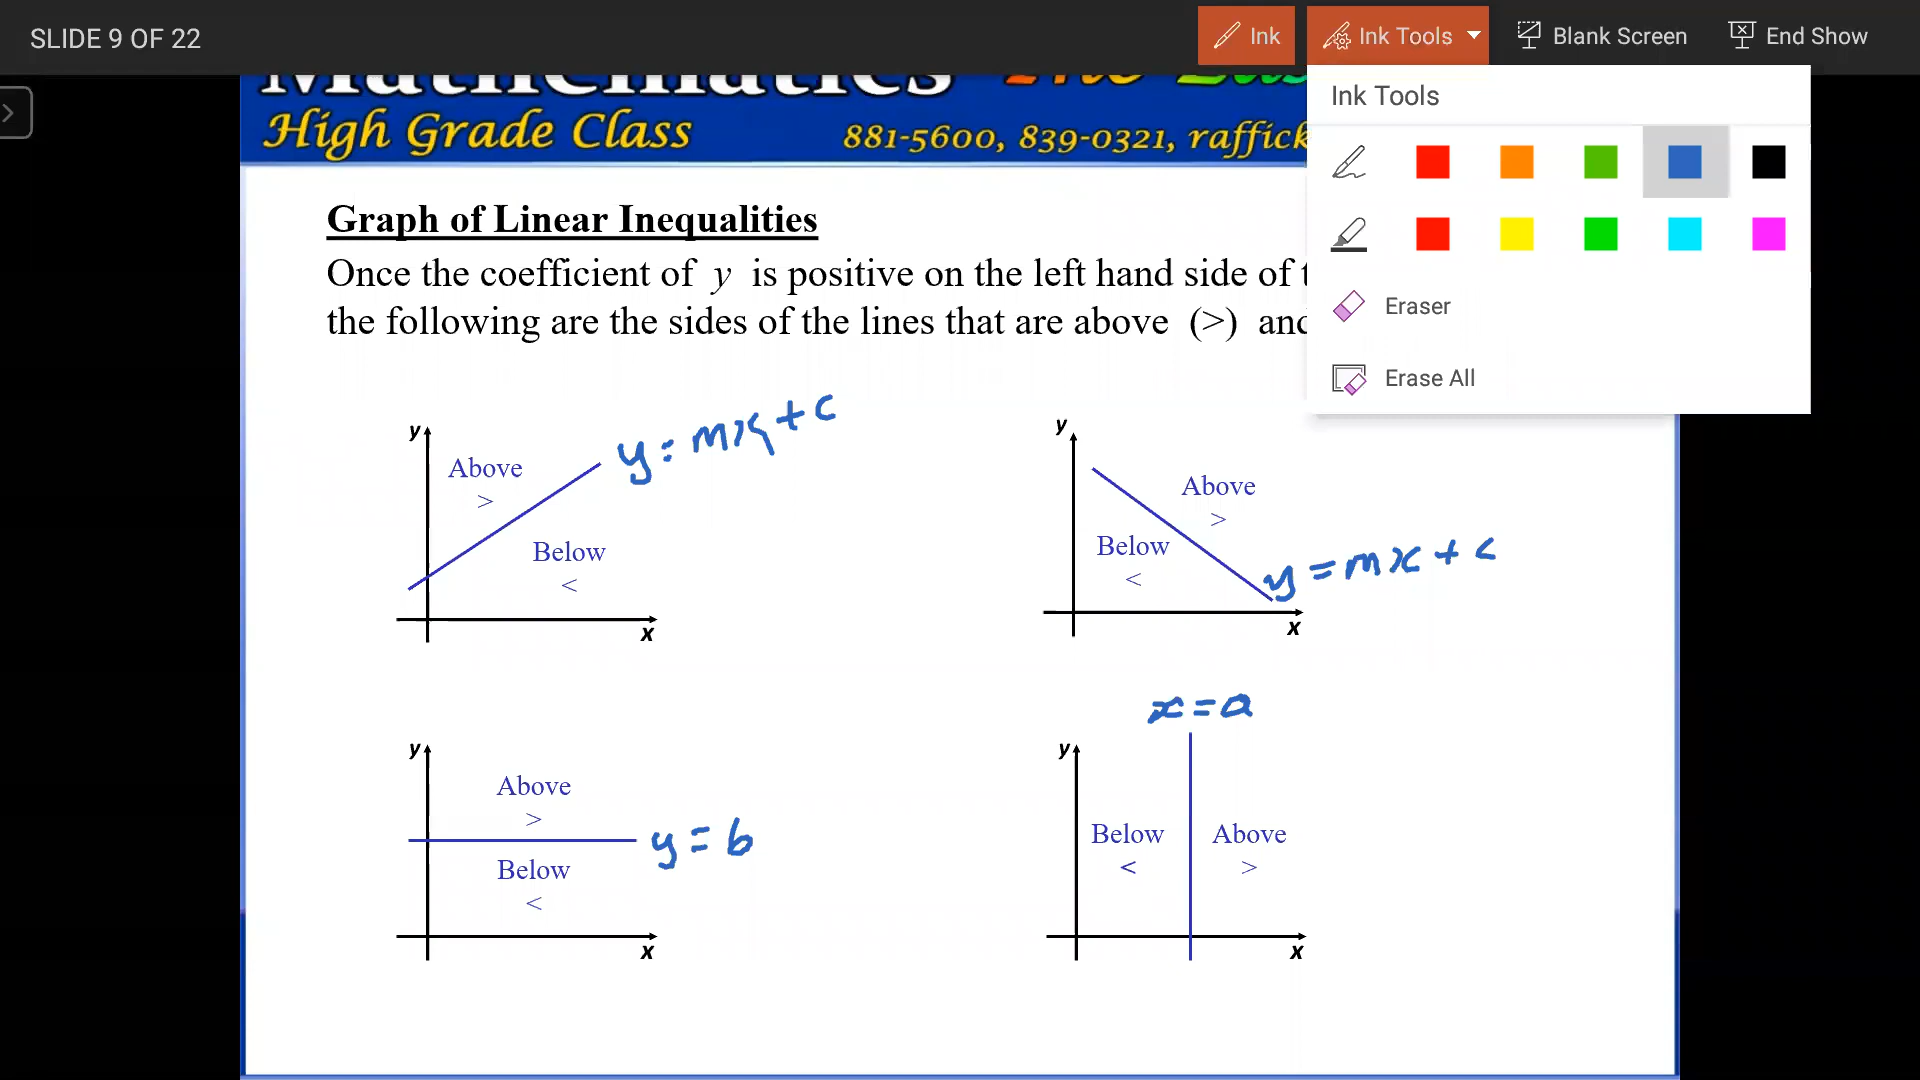 SLIDE 9 OF 22
Ink
Ink Tools
Blank Screen
End Show
Ink Tools
Eraser
Erase All
Mathematics
High Grade Class
881-5600, 839-0321, raffick
Graph of Linear Inequalities
Once the coefficient of y is positive on the left hand side of
the following are the sides of the lines that are above (>) and
y
Above
>
Below
<
x
y = mx + c
y
Above
>
Below
<
x
y = mx + c
y
Above
>
Below
<
x
y = b
x = a
y
Below
<
Above
>
x